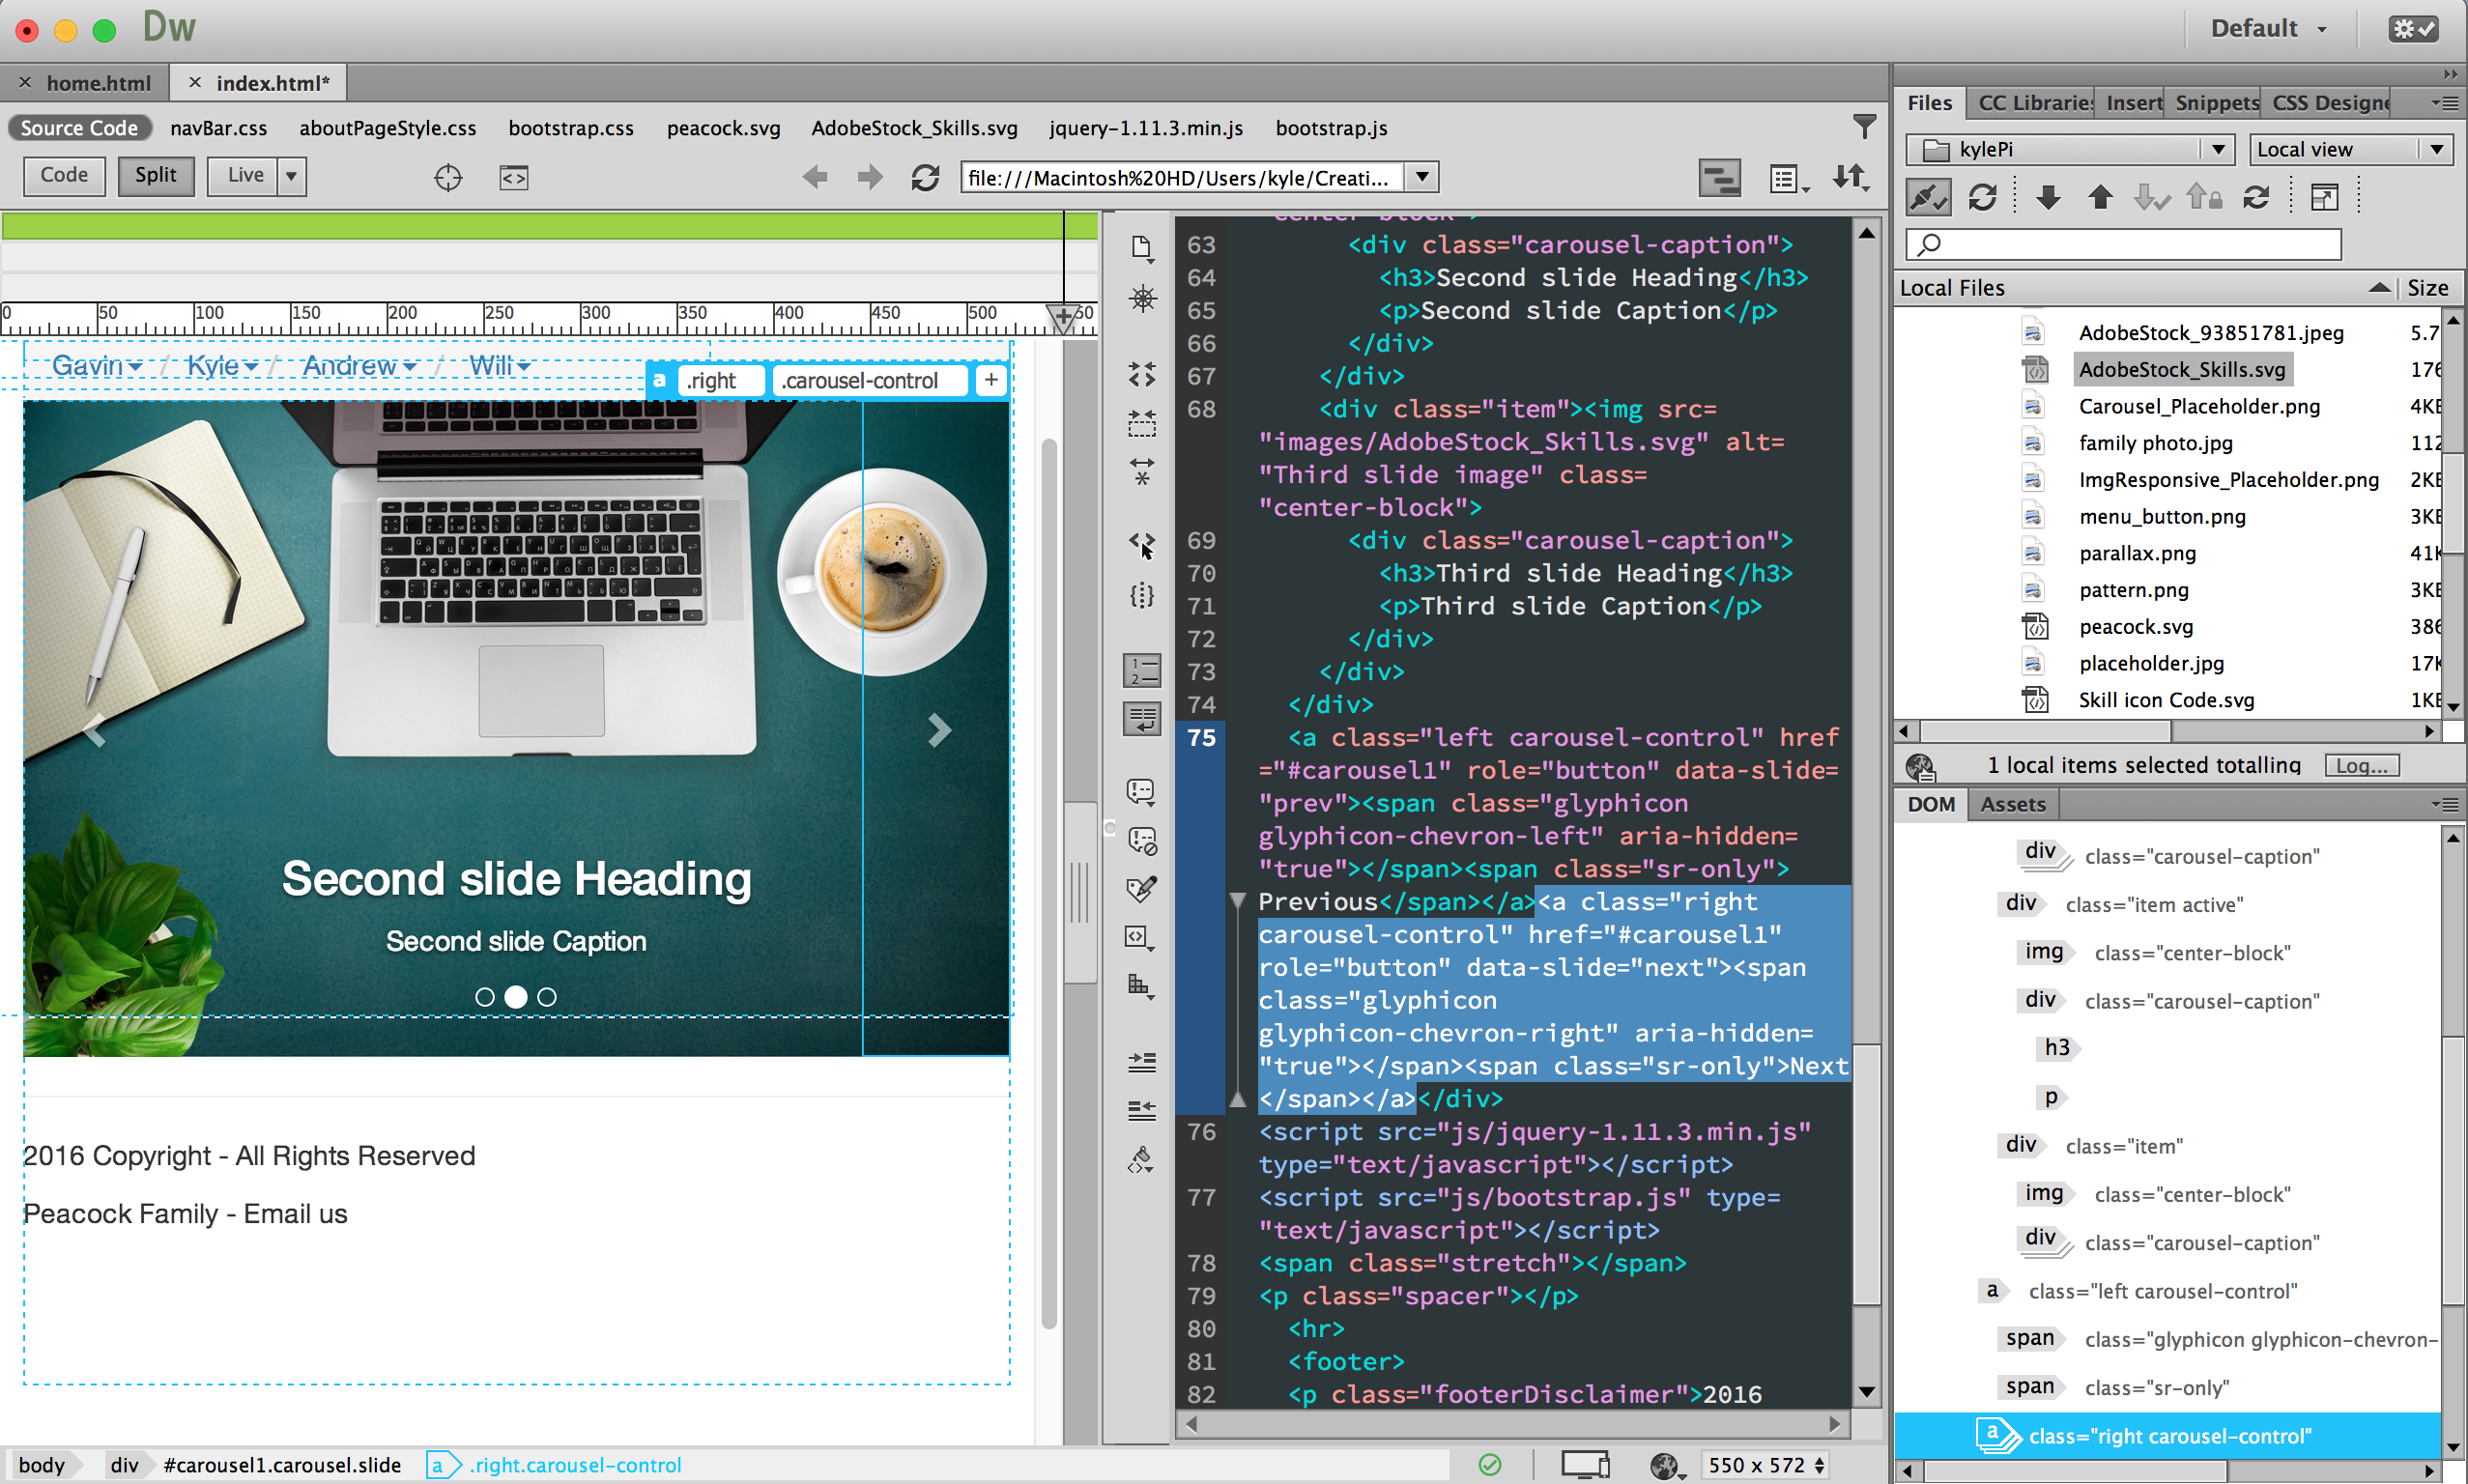 Dw
Default
home.html
index.html*
Source Code navBar.css aboutPageStyle.css bootstrap.css peacock.svg AdobeStock_Skills.svg jquery-1.11.3.min.js bootstrap.js
Code Split Live
file:///Macintosh%20HD/Users/kyle/Creati...
0 50 100 150 200 250 300 350 400 450 500 50
Gavin / Kyle / Andrew / Will
a .right .carousel-control +
Second slide Heading
Second slide Caption
2016 Copyright - All Rights Reserved
Peacock Family - Email us
center-block">
63 <div class="carousel-caption">
64 <h3>Second slide Heading</h3>
65 <p>Second slide Caption</p>
66 </div>
67 </div>
68 <div class="item"><img src=
"images/AdobeStock_Skills.svg" alt=
"Third slide image" class=
"center-block">
69 <div class="carousel-caption">
70 <h3>Third slide Heading</h3>
71 <p>Third slide Caption</p>
72 </div>
73 </div>
74 </div>
75 <a class="left carousel-control" href
="#carousel1" role="button" data-slide=
"prev"><span class="glyphicon
glyphicon-chevron-left" aria-hidden=
"true"></span><span class="sr-only">
Previous</span></a><a class="right
carousel-control" href="#carousel1"
role="button" data-slide="next"><span
class="glyphicon
glyphicon-chevron-right" aria-hidden=
"true"></span><span class="sr-only">Next
</span></a></div>
76 <script src="js/jquery-1.11.3.min.js"
type="text/javascript"></script>
77 <script src="js/bootstrap.js" type=
"text/javascript"></script>
78 <span class="stretch"></span>
79 <p class="spacer"></p>
80 <hr>
81 <footer>
82 <p class="footerDisclaimer">2016
Files CC Libraries Insert Snippets CSS Designe
kylePi Local view
Local Files Size
AdobeStock_93851781.jpeg 5.7
AdobeStock_Skills.svg 176
Carousel_Placeholder.png 4KB
family photo.jpg 112
ImgResponsive_Placeholder.png 2KB
menu_button.png 3KB
parallax.png 41K
pattern.png 3KB
peacock.svg 386
placeholder.jpg 17K
Skill icon Code.svg 1KB
1 local items selected totalling Log...
DOM Assets
div class="carousel-caption"
div class="item active"
img class="center-block"
div class="carousel-caption"
h3
p
div class="item"
img class="center-block"
div class="carousel-caption"
a class="left carousel-control"
span class="glyphicon glyphicon-chevron-
span class="sr-only"
a class="right carousel-control"
body div #carousel1.carousel.slide a .right.carousel-control
550 x 572